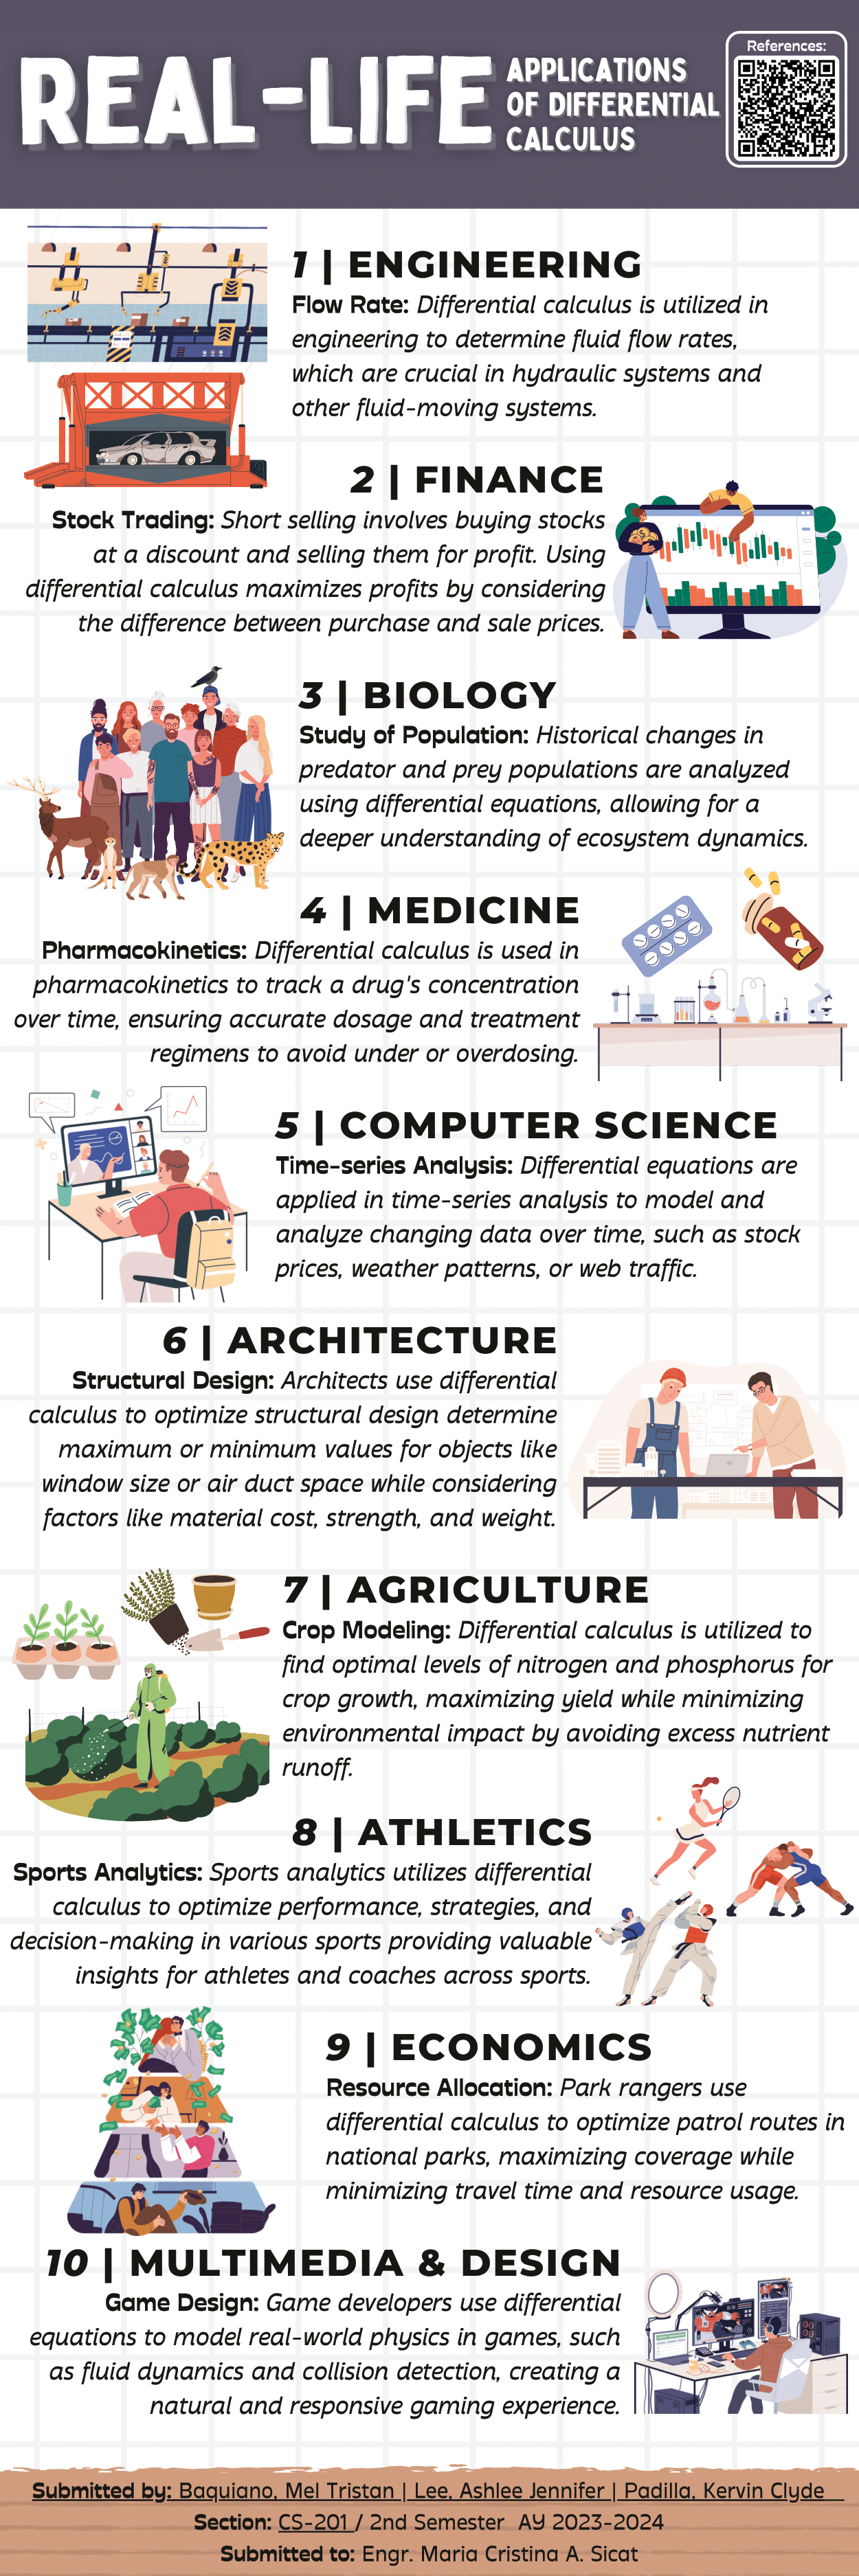 REAL-LIFE
APPLICATIONS
OF DIFFERENTIAL
CALCULUS
References:
1 | ENGINEERING
Flow Rate: Differential calculus is utilized in
engineering to determine fluid flow rates,
which are crucial in hydraulic systems and
other fluid-moving systems.
2 | FINANCE
Stock Trading: Short selling involves buying stocks
at a discount and selling them for profit. Using
differential calculus maximizes profits by considering
the difference between purchase and sale prices.
3 | BIOLOGY
Study of Population: Historical changes in
predator and prey populations are analyzed
using differential equations, allowing for a
deeper understanding of ecosystem dynamics.
4 | MEDICINE
Pharmacokinetics: Differential calculus is used in
pharmacokinetics to track a drug's concentration
over time, ensuring accurate dosage and treatment
regimens to avoid under or overdosing.
5 | COMPUTER SCIENCE
Time-series Analysis: Differential equations are
applied in time-series analysis to model and
analyze changing data over time, such as stock
prices, weather patterns, or web traffic.
6 | ARCHITECTURE
Structural Design: Architects use differential
calculus to optimize structural design determine
maximum or minimum values for objects like
window size or air duct space while considering
factors like material cost, strength, and weight.
7 | AGRICULTURE
Crop Modeling: Differential calculus is utilized to
find optimal levels of nitrogen and phosphorus for
crop growth, maximizing yield while minimizing
environmental impact by avoiding excess nutrient
runoff.
8 | ATHLETICS
Sports Analytics: Sports analytics utilizes differential
calculus to optimize performance, strategies, and
decision-making in various sports providing valuable
insights for athletes and coaches across sports.
9 | ECONOMICS
Resource Allocation: Park rangers use
differential calculus to optimize patrol routes in
national parks, maximizing coverage while
minimizing travel time and resource usage.
10 | MULTIMEDIA & DESIGN
Game Design: Game developers use differential
equations to model real-world physics in games, such
as fluid dynamics and collision detection, creating a
natural and responsive gaming experience.
Submitted by: Baquiano, Mel Tristan | Lee, Ashlee Jennifer | Padilla, Kervin Clyde
Section: CS-201 / 2nd Semester AY 2023-2024
Submitted to: Engr. Maria Cristina A. Sicat